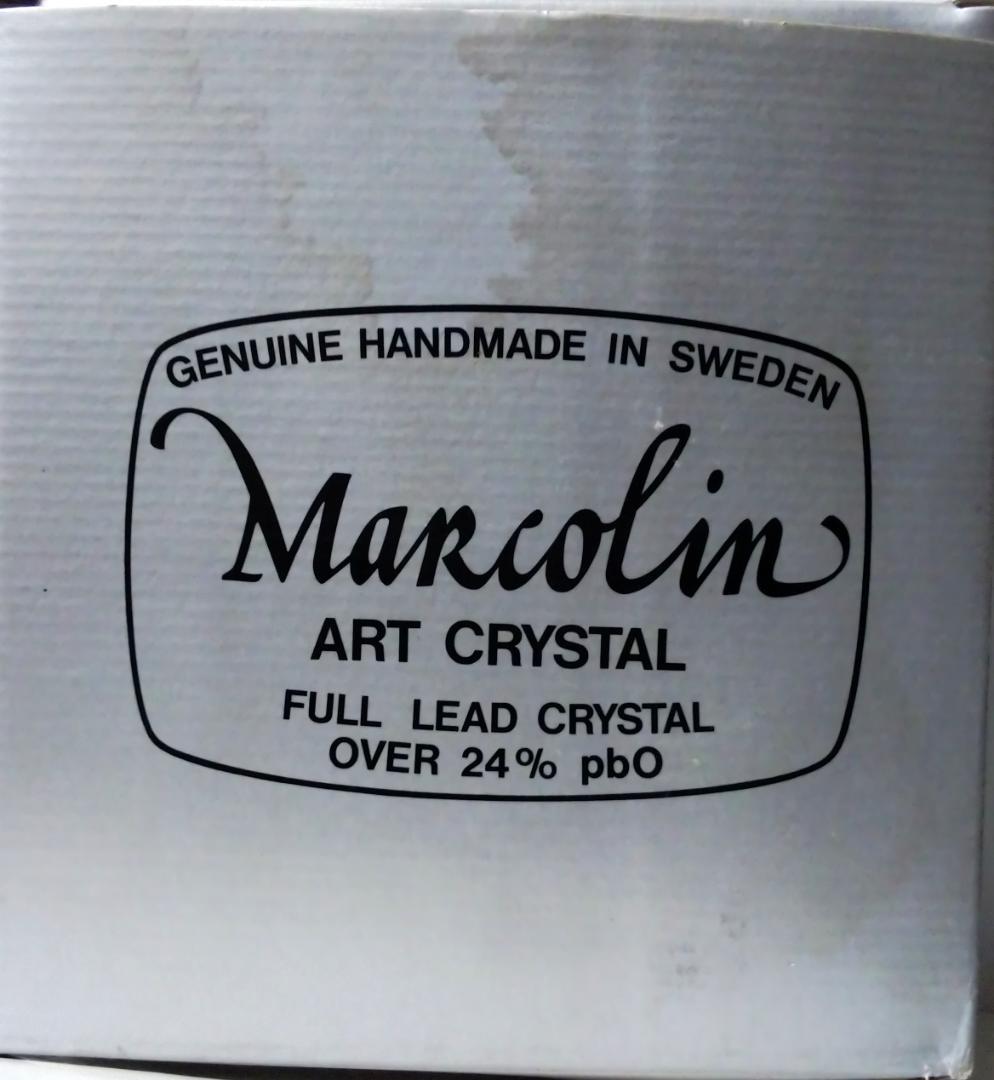 GENUINE HANDMADE IN SWEDEN
Marcolin
ART CRYSTAL
FULL LEAD CRYSTAL
OVER 24% pbO